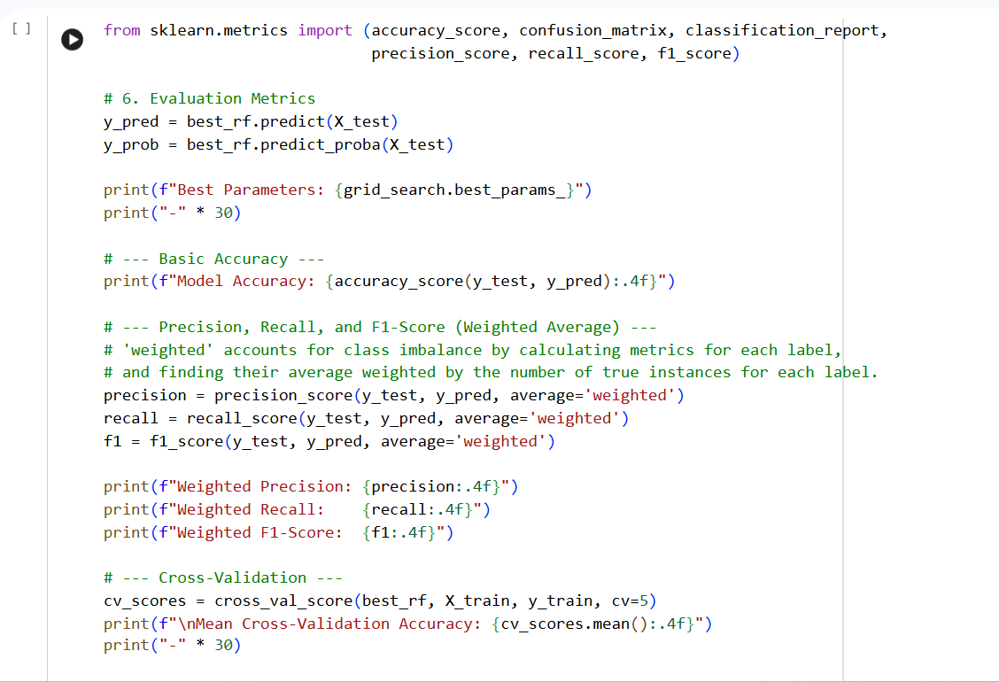 [ ]
from sklearn.metrics import (accuracy_score, confusion_matrix, classification_report,
                             precision_score, recall_score, f1_score)

# 6. Evaluation Metrics
y_pred = best_rf.predict(X_test)
y_prob = best_rf.predict_proba(X_test)

print(f"Best Parameters: {grid_search.best_params_}")
print("-" * 30)

# --- Basic Accuracy ---
print(f"Model Accuracy: {accuracy_score(y_test, y_pred):.4f}")

# --- Precision, Recall, and F1-Score (Weighted Average) ---
# 'weighted' accounts for class imbalance by calculating metrics for each label,
# and finding their average weighted by the number of true instances for each label.
precision = precision_score(y_test, y_pred, average='weighted')
recall = recall_score(y_test, y_pred, average='weighted')
f1 = f1_score(y_test, y_pred, average='weighted')

print(f"Weighted Precision: {precision:.4f}")
print(f"Weighted Recall:    {recall:.4f}")
print(f"Weighted F1-Score:  {f1:.4f}")

# --- Cross-Validation ---
cv_scores = cross_val_score(best_rf, X_train, y_train, cv=5)
print(f"\nMean Cross-Validation Accuracy: {cv_scores.mean():.4f}")
print("-" * 30)